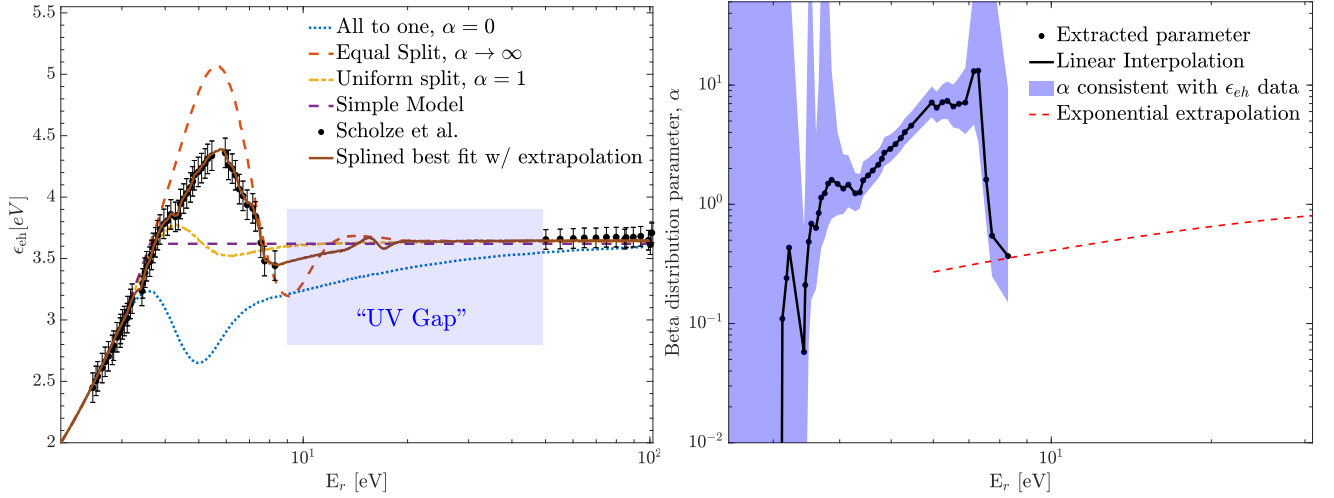 5.5
5
4.5
4
3.5
3
2.5
2
ϵ_eh[eV]
All to one, α = 0
Equal Split, α → ∞
Uniform split, α = 1
Simple Model
Scholze et al.
Splined best fit w/ extrapolation
“UV Gap”
10^1
10^2
E_r [eV]
10^1
10^0
10^-1
10^-2
Beta distribution parameter, α
Extracted parameter
Linear Interpolation
α consistent with ϵ_eh data
Exponential extrapolation
10^1
E_r [eV]